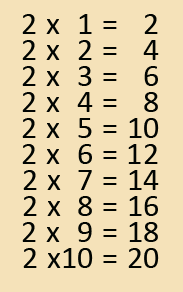 2 x 1 = 2
2 x 2 = 4
2 x 3 = 6
2 x 4 = 8
2 x 5 = 10
2 x 6 = 12
2 x 7 = 14
2 x 8 = 16
2 x 9 = 18
2 x10 = 20